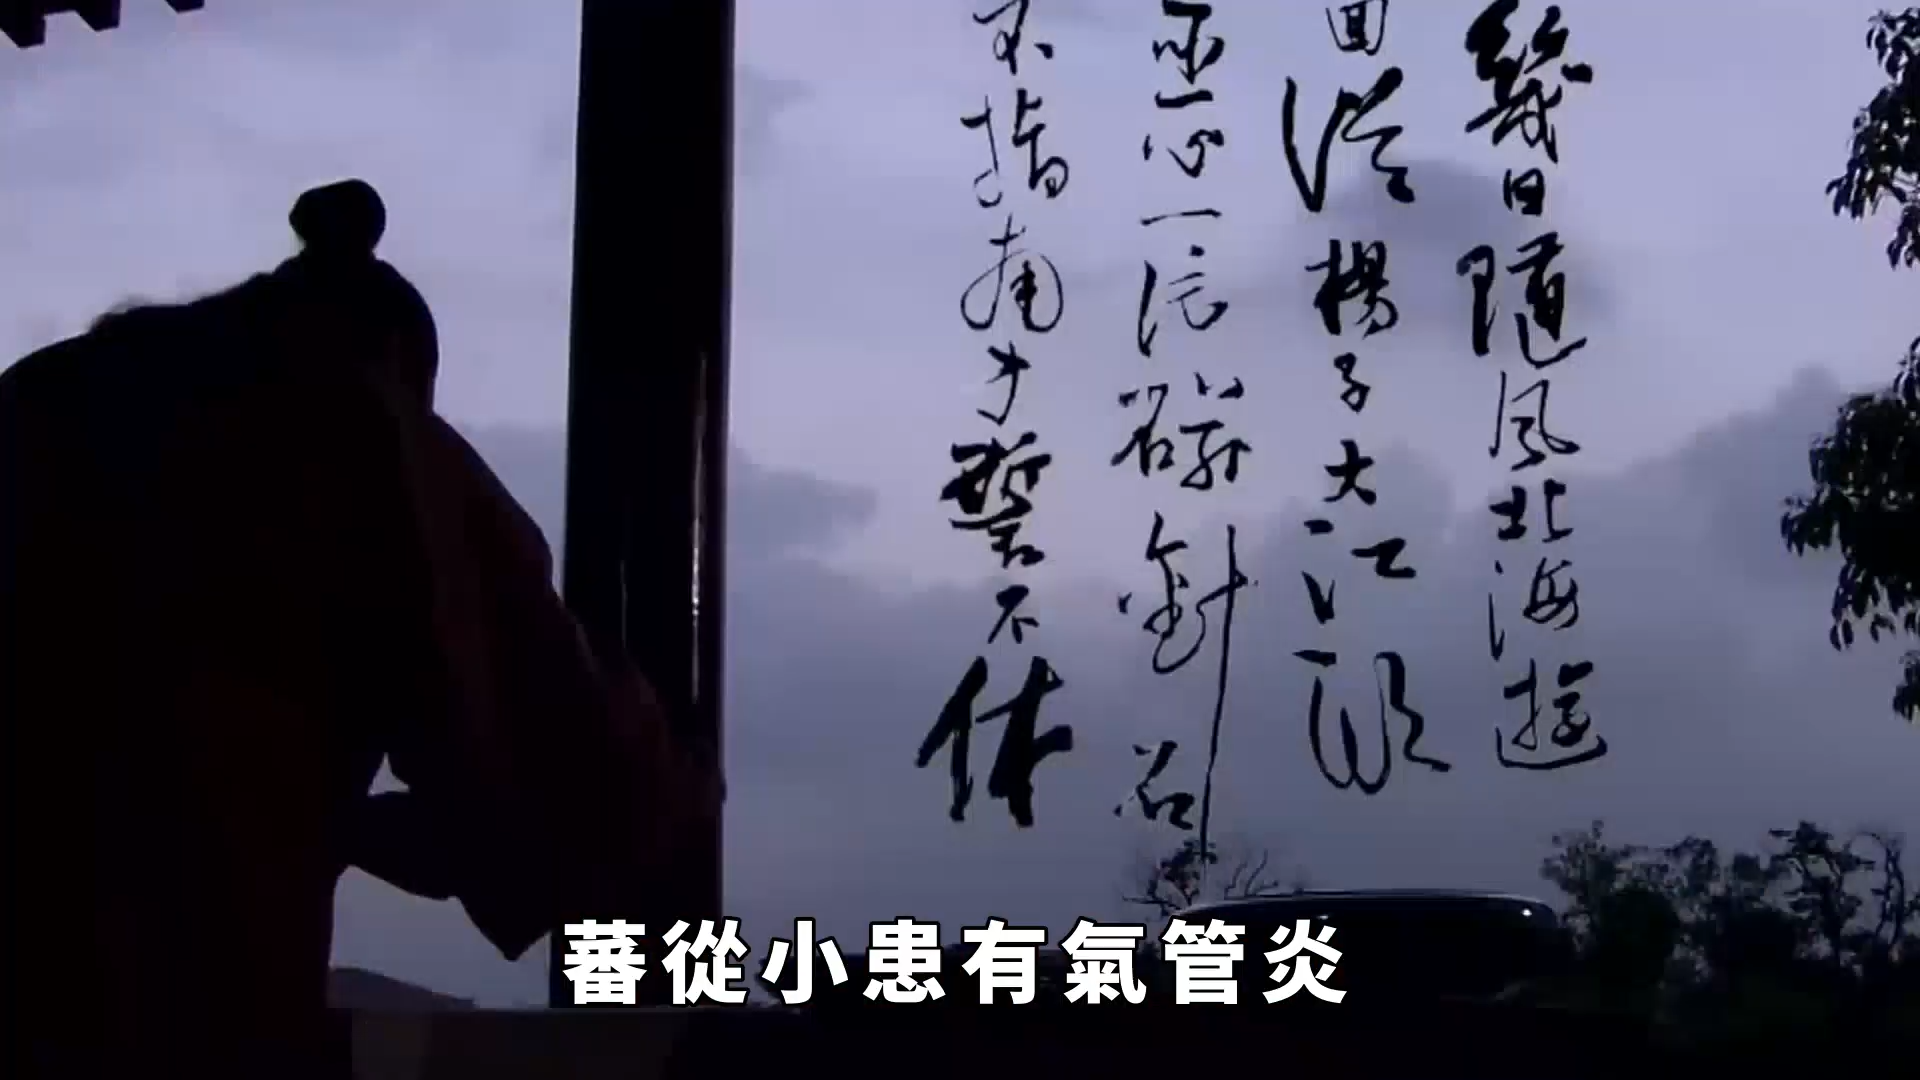 幾日隨風北海遊
回從楊子大江頭
臣心一片磁針石
不指南方誓不休
蕃從小患有氣管炎